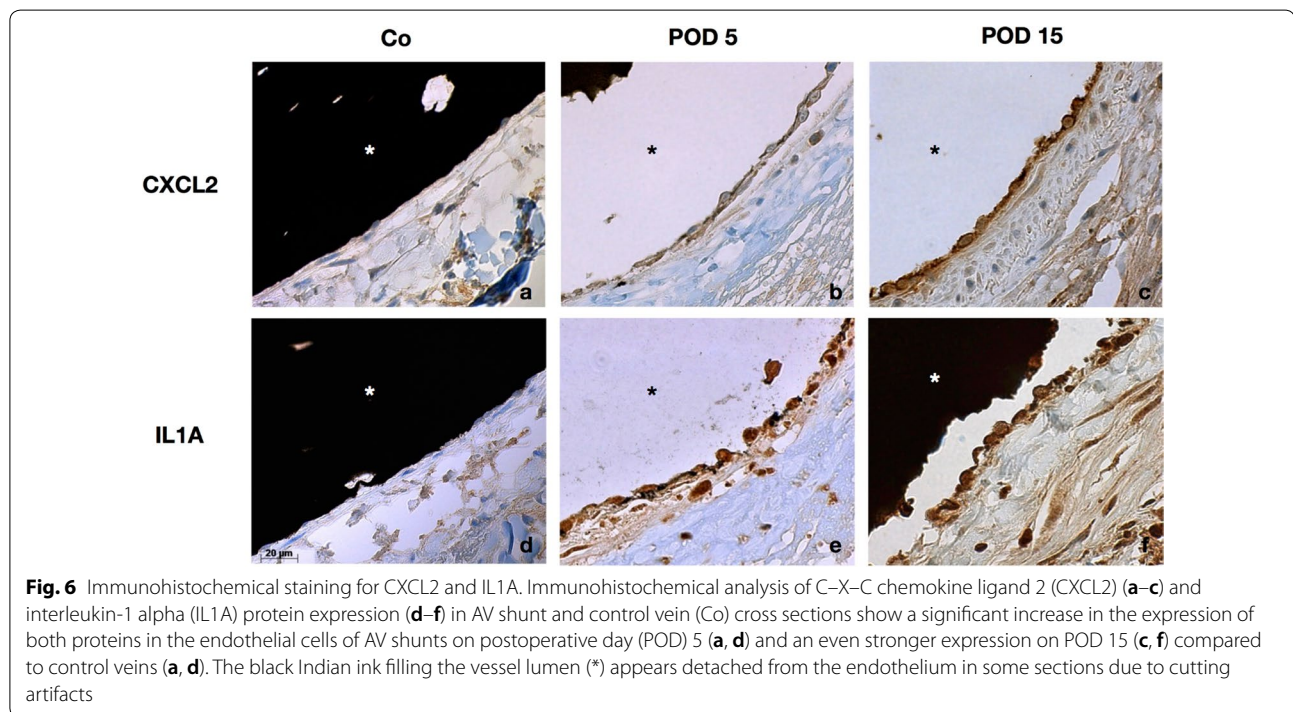 Co POD 5 POD 15
CXCL2
* * *
a b c
IL1A
* * *
20 µm
d e f
Fig. 6 Immunohistochemical staining for CXCL2 and IL1A. Immunohistochemical analysis of C–X–C chemokine ligand 2 (CXCL2) (a–c) and
interleukin-1 alpha (IL1A) protein expression (d–f) in AV shunt and control vein (Co) cross sections show a significant increase in the expression of
both proteins in the endothelial cells of AV shunts on postoperative day (POD) 5 (a, d) and an even stronger expression on POD 15 (c, f) compared
to control veins (a, d). The black Indian ink filling the vessel lumen (*) appears detached from the endothelium in some sections due to cutting
artifacts